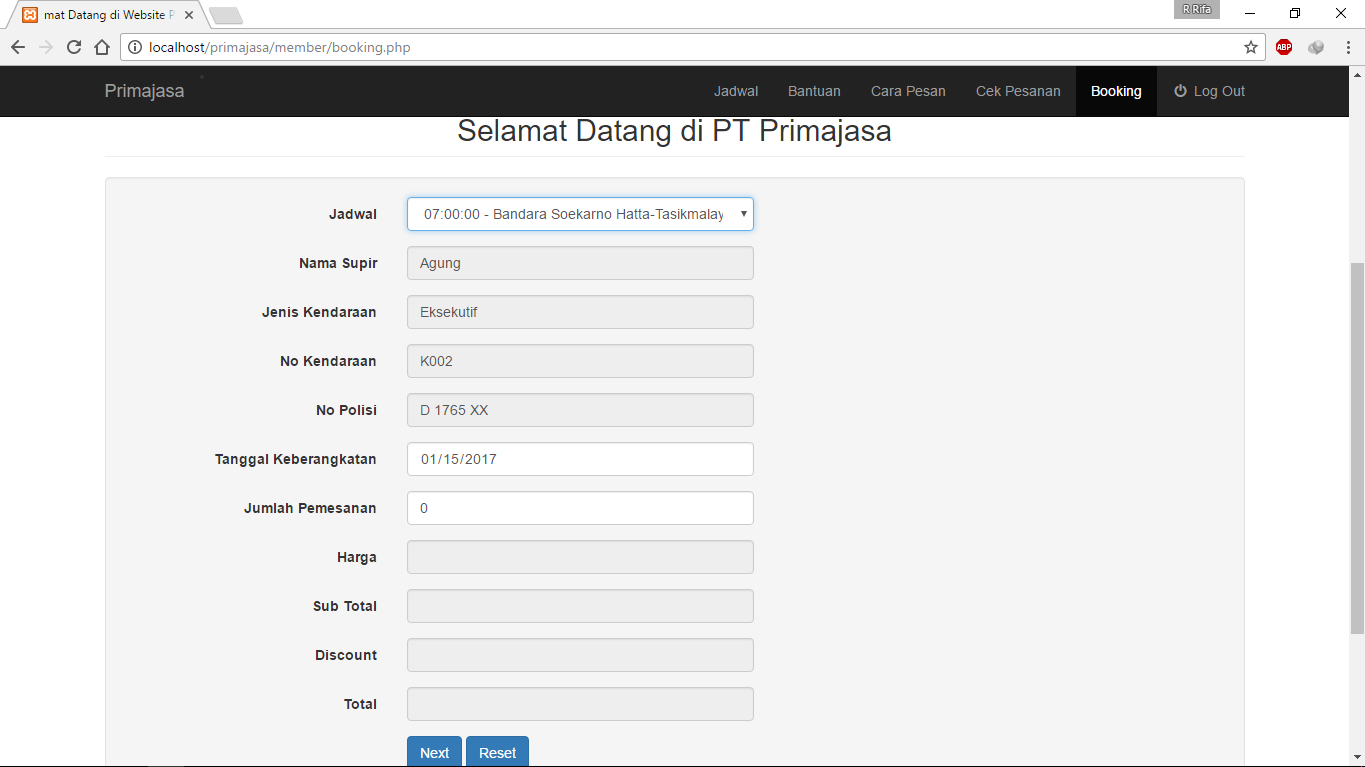 mat Datang di Website P
R Rifa
localhost/primajasa/member/booking.php
ABP
Primajasa Jadwal Bantuan Cara Pesan Cek Pesanan Booking Log Out
Selamat Datang di PT Primajasa
Jadwal 07:00:00 - Bandara Soekarno Hatta-Tasikmalay
Nama Supir Agung
Jenis Kendaraan Eksekutif
No Kendaraan K002
No Polisi D 1765 XX
Tanggal Keberangkatan 01/15/2017
Jumlah Pemesanan 0
Harga
Sub Total
Discount
Total
Next Reset